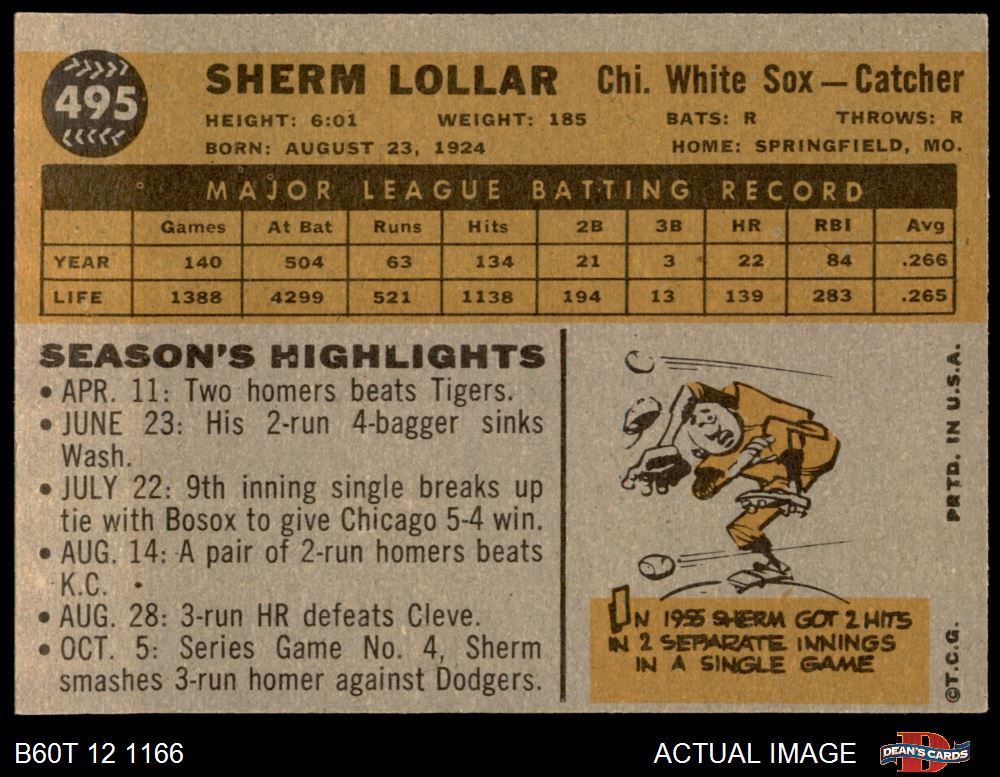 495
SHERM LOLLAR Chi. White Sox — Catcher
HEIGHT: 6:01 WEIGHT: 185 BATS: R THROWS: R
BORN: AUGUST 23, 1924 HOME: SPRINGFIELD, MO.
MAJOR LEAGUE BATTING RECORD
Games At Bat Runs Hits 2B 3B HR RBI Avg
YEAR 140 504 63 134 21 3 22 84 .266
LIFE 1388 4299 521 1138 194 13 139 283 .265
SEASON'S HIGHLIGHTS
• APR. 11: Two homers beats Tigers.
• JUNE 23: His 2-run 4-bagger sinks
Wash.
• JULY 22: 9th inning single breaks up
tie with Bosox to give Chicago 5-4 win.
• AUG. 14: A pair of 2-run homers beats
K.C.
• AUG. 28: 3-run HR defeats Cleve.
• OCT. 5: Series Game No. 4, Sherm
smashes 3-run homer against Dodgers.
IN 1955 SHERM GOT 2 HITS
IN 2 SEPARATE INNINGS
IN A SINGLE GAME
©T.C.G. PRTD. IN U.S.A.
B60T 12 1166 ACTUAL IMAGE DEAN'S CARDS